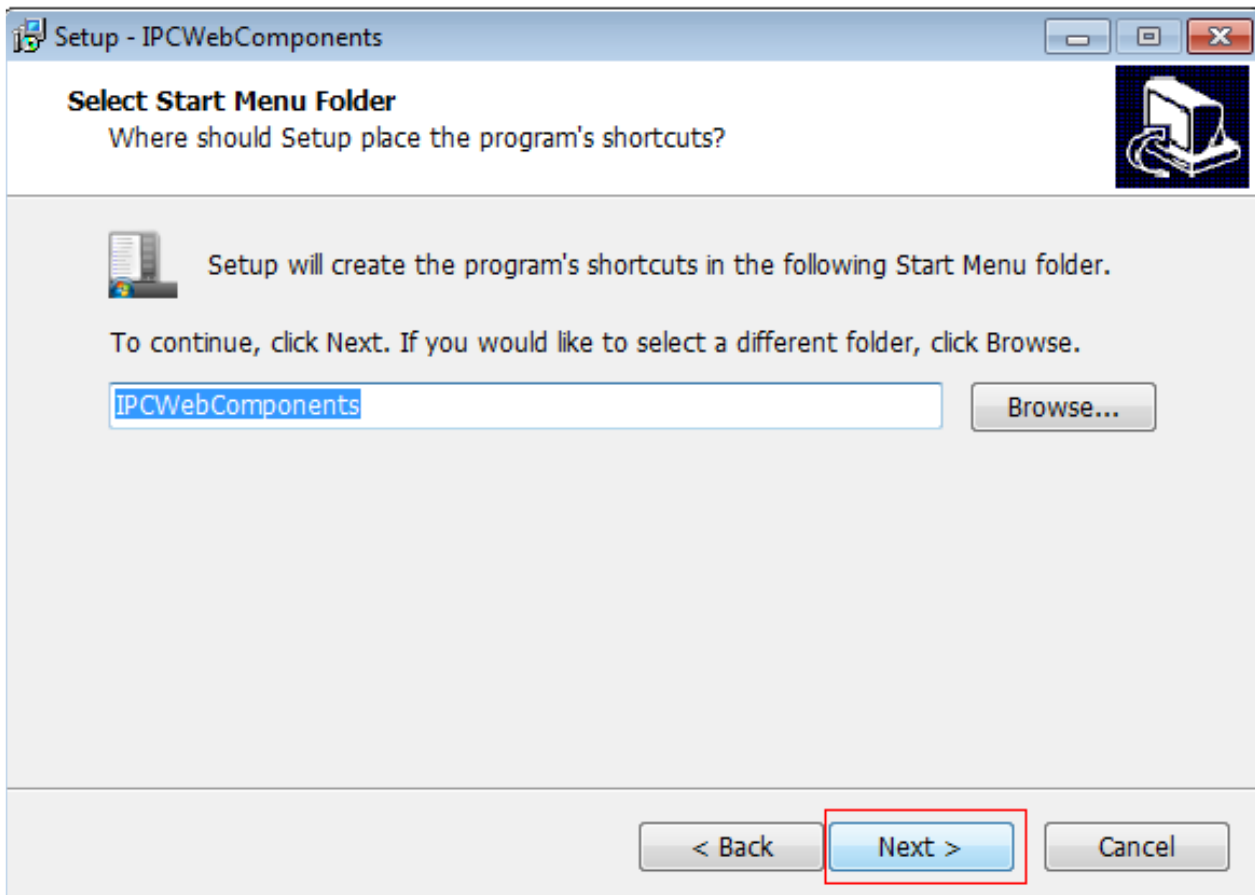 Setup - IPCWebComponents
Select Start Menu Folder
Where should Setup place the program's shortcuts?
Setup will create the program's shortcuts in the following Start Menu folder.
To continue, click Next. If you would like to select a different folder, click Browse.
IPCWebComponents
Browse...
< Back
Next >
Cancel